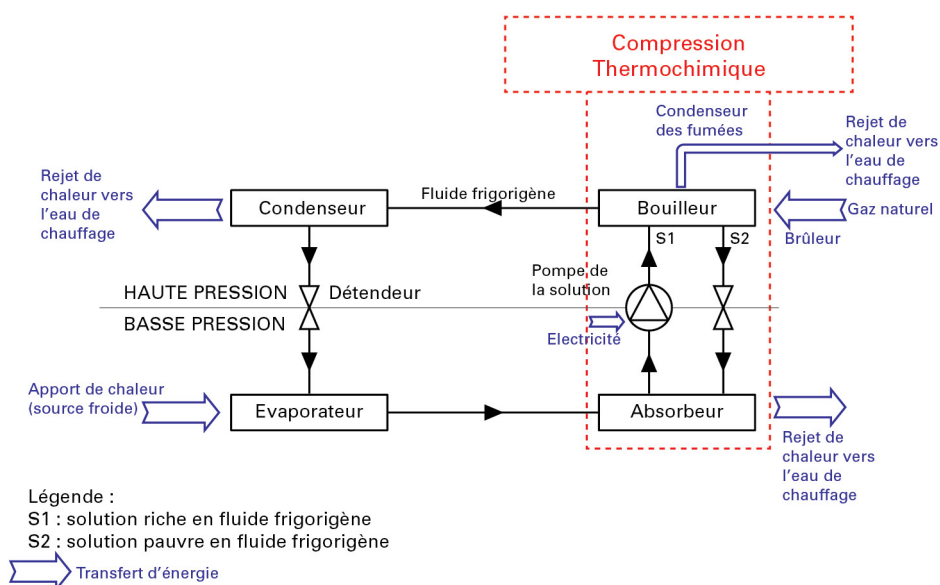 Compression
Thermochimique
Condenseur
des fumées
Rejet de
chaleur vers
l'eau de
chauffage
Rejet de
chaleur vers
l'eau de
chauffage
Condenseur
Fluide frigorigène
Bouilleur
Gaz naturel
Brûleur
S1
S2
Pompe de
la solution
HAUTE PRESSION
Détendeur
BASSE PRESSION
Electricité
Apport de chaleur
(source froide)
Evaporateur
Absorbeur
Rejet de
chaleur vers
l'eau de
chauffage
Légende :
S1 : solution riche en fluide frigorigène
S2 : solution pauvre en fluide frigorigène
Transfert d'énergie